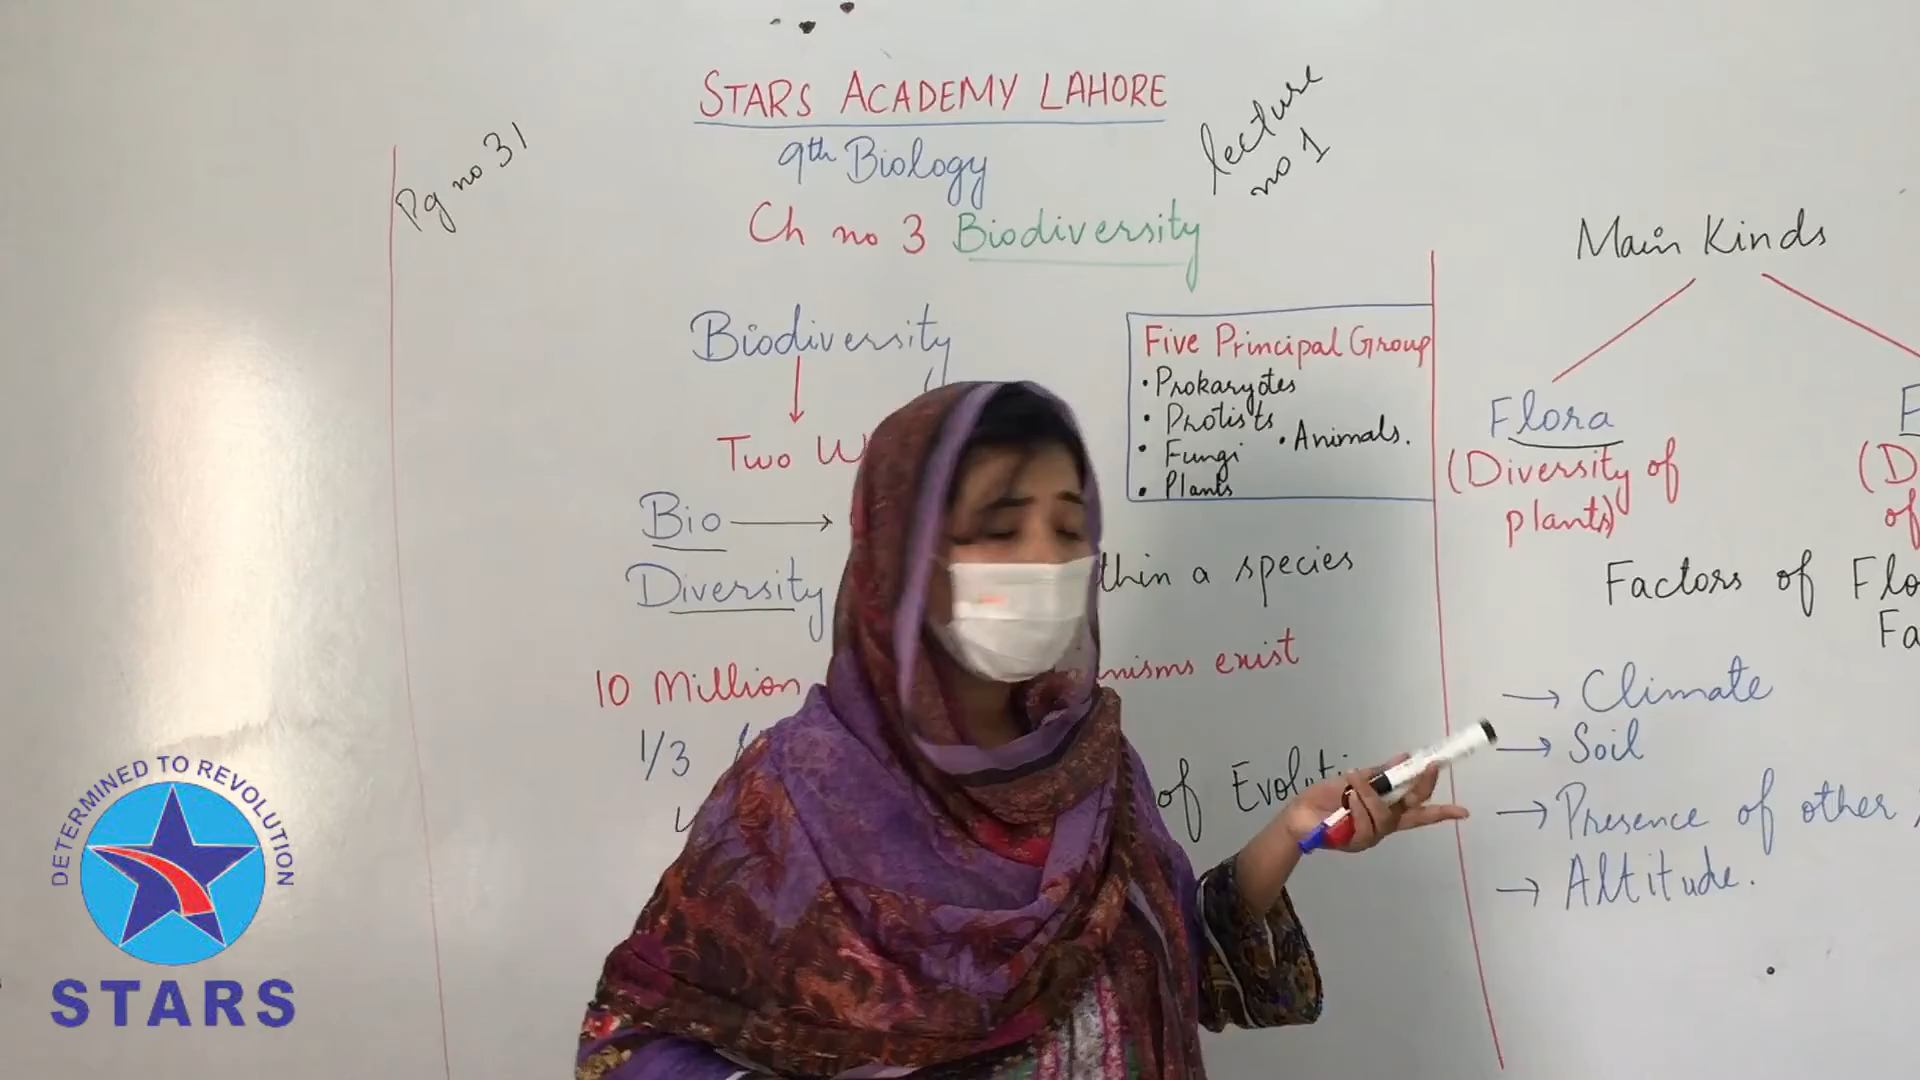 STARS ACADEMY LAHORE
9th Biology
Ch no 3 Biodiversity
Pg no 31
lecture
no 1
Biodiversity
Two
Bio →
Diversity
thin a species
10 Million
nisms exist
1/3
of
Five Principal Group
• Prokaryotes
• Protists
• Fungi • Animals.
• Plants
Main Kinds
Flora
(Diversity of
plants)
of
Factors of Flo
Fa
→ Climate
→ Soil
→ Presence of other
→ Altitude.
DETERMINED TO REVOLUTION
STARS